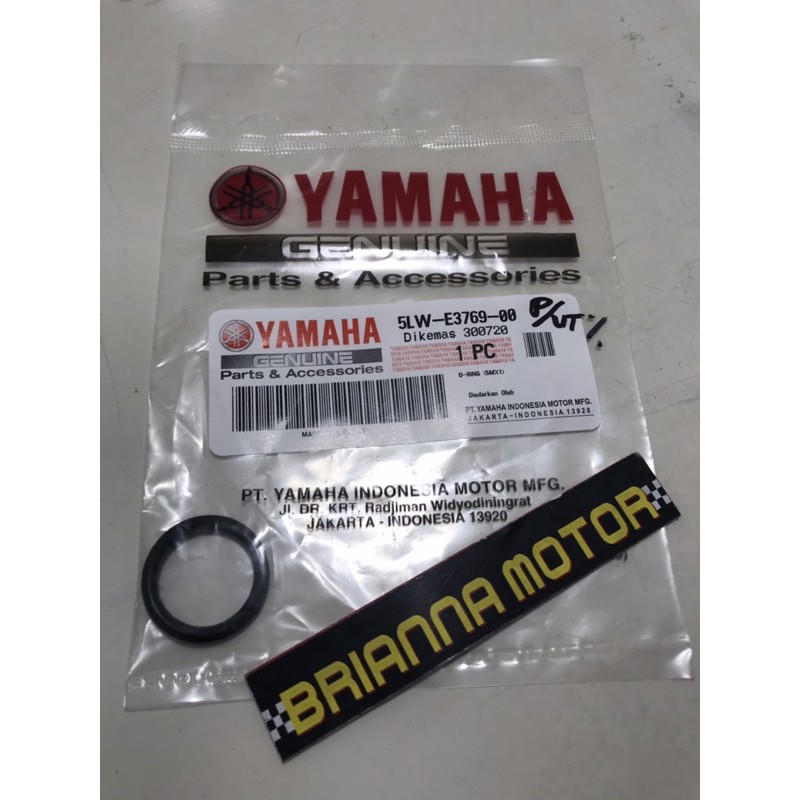 YAMAHA
GENUINE
Parts & Accessories
YAMAHA
GENUINE
Parts & Accessories
5LW-E3769-00
Dikemas 300720
1 PC
O-RING (5MX1)
Diedarkan Oleh
PT.YAMAHA INDONESIA MOTOR MFG.
JAKARTA-INDONESIA 13920
PT. YAMAHA INDONESIA MOTOR MFG.
Jl. DR. KRT. Radjiman Widyodiningrat
JAKARTA - INDONESIA 13920
BRIANNA MOTOR